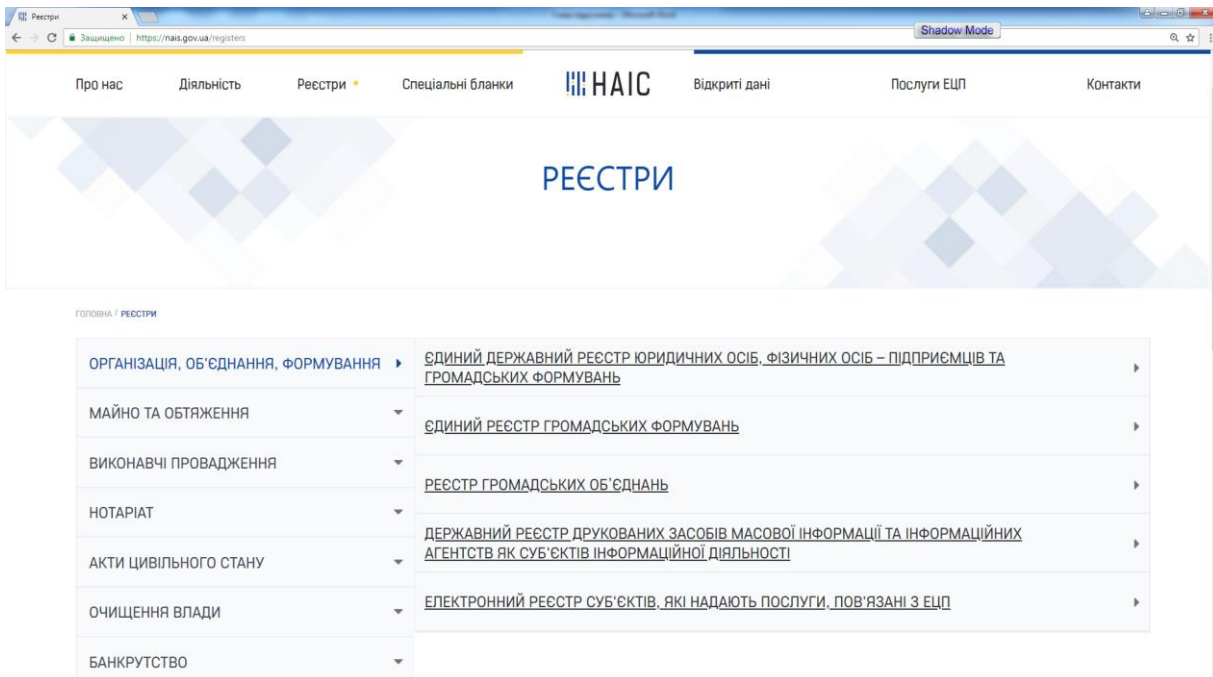 Реєстри
Shadow Mode
Защищено | https://nais.gov.ua/registers
Про нас Діяльність Реєстри Спеціальні бланки НАІС Відкриті дані Послуги ЕЦП Контакти
РЕЄСТРИ
ГОЛОВНА / РЕЄСТРИ
ОРГАНІЗАЦІЯ, ОБ'ЄДНАННЯ, ФОРМУВАННЯ
МАЙНО ТА ОБТЯЖЕННЯ
ВИКОНАВЧІ ПРОВАДЖЕННЯ
НОТАРІАТ
АКТИ ЦИВІЛЬНОГО СТАНУ
ОЧИЩЕННЯ ВЛАДИ
БАНКРУТСТВО
ЄДИНИЙ ДЕРЖАВНИЙ РЕЄСТР ЮРИДИЧНИХ ОСІБ, ФІЗИЧНИХ ОСІБ – ПІДПРИЄМЦІВ ТА
ГРОМАДСЬКИХ ФОРМУВАНЬ
ЄДИНИЙ РЕЄСТР ГРОМАДСЬКИХ ФОРМУВАНЬ
РЕЄСТР ГРОМАДСЬКИХ ОБ’ЄДНАНЬ
ДЕРЖАВНИЙ РЕЄСТР ДРУКОВАНИХ ЗАСОБІВ МАСОВОЇ ІНФОРМАЦІЇ ТА ІНФОРМАЦІЙНИХ
АГЕНТСТВ ЯК СУБ'ЄКТІВ ІНФОРМАЦІЙНОЇ ДІЯЛЬНОСТІ
ЕЛЕКТРОННИЙ РЕЄСТР СУБ'ЄКТІВ, ЯКІ НАДАЮТЬ ПОСЛУГИ, ПОВ'ЯЗАНІ З ЕЦП